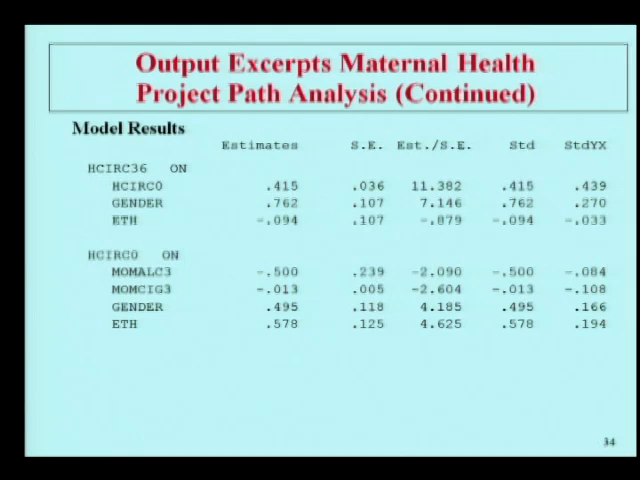 Output Excerpts Maternal Health
Project Path Analysis (Continued)
Model Results
Estimates S.E. Est./S.E. Std StdYX
HCIRC36 ON
HCIRC0 .415 .036 11.382 .415 .439
GENDER .762 .107 7.146 .762 .270
ETH -.094 .107 -.879 -.094 -.033
HCIRC0 ON
MOMALC3 -.500 .239 -2.090 -.500 -.084
MOMCIG3 -.013 .005 -2.604 -.013 -.108
GENDER .495 .118 4.185 .495 .166
ETH .578 .125 4.625 .578 .194
34